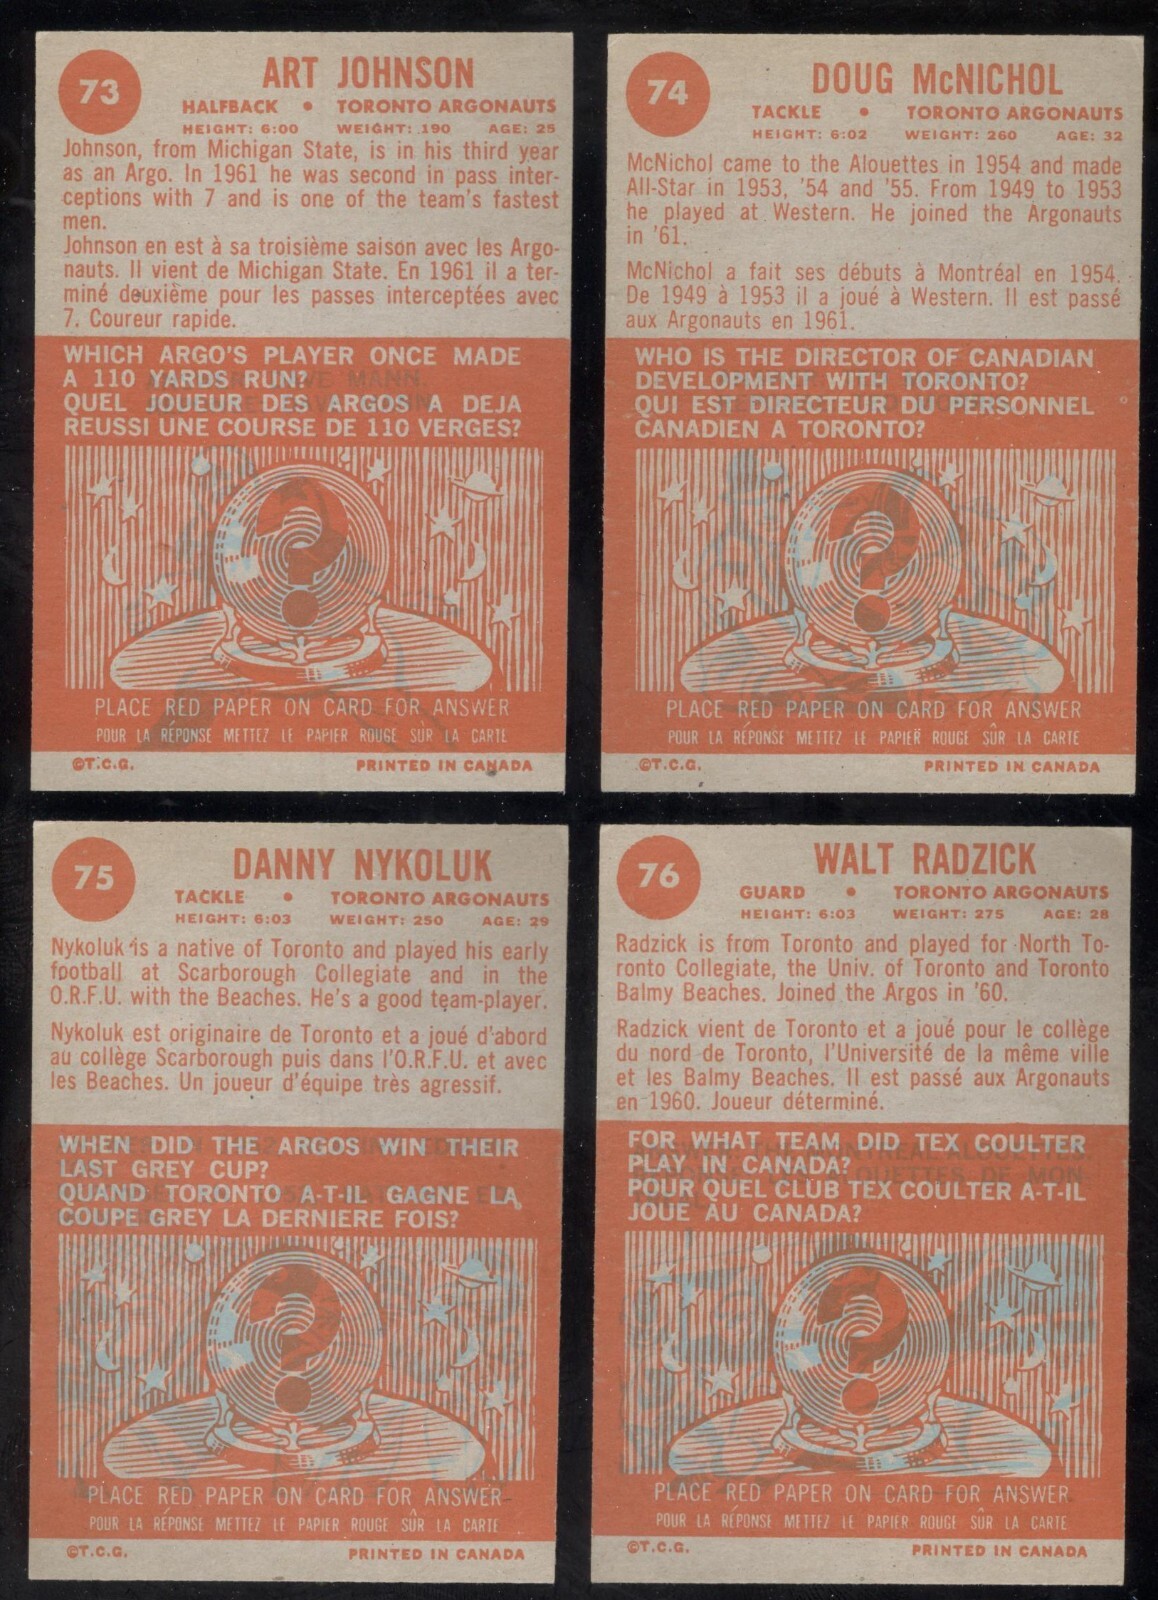 73
ART JOHNSON
HALFBACK • TORONTO ARGONAUTS
HEIGHT: 6:00 WEIGHT: 190 AGE: 25
Johnson, from Michigan State, is in his third year
as an Argo. In 1961 he was second in pass inter-
ceptions with 7 and is one of the team's fastest
men.
Johnson en est à sa troisième saison avec les Argo-
nauts. Il vient de Michigan State. En 1961 il a ter-
miné deuxième pour les passes interceptées avec
7. Coureur rapide.
WHICH ARGO'S PLAYER ONCE MADE
A 110 YARDS RUN?
QUEL JOUEUR DES ARGOS A DEJA
REUSSI UNE COURSE DE 110 VERGES?
PLACE RED PAPER ON CARD FOR ANSWER
POUR LA RÉPONSE METTEZ LE PAPIER ROUGE SÛR LA CARTE
©T.C.G. PRINTED IN CANADA
74
DOUG McNICHOL
TACKLE • TORONTO ARGONAUTS
HEIGHT: 6:02 WEIGHT: 260 AGE: 32
McNichol came to the Alouettes in 1954 and made
All-Star in 1953, '54 and '55. From 1949 to 1953
he played at Western. He joined the Argonauts
in '61.
McNichol a fait ses débuts à Montréal en 1954.
De 1949 à 1953 il a joué à Western. Il est passé
aux Argonauts en 1961.
WHO IS THE DIRECTOR OF CANADIAN
DEVELOPMENT WITH TORONTO?
QUI EST DIRECTEUR DU PERSONNEL
CANADIEN A TORONTO?
PLACE RED PAPER ON CARD FOR ANSWER
POUR LA RÉPONSE METTEZ LE PAPIER ROUGE SÛR LA CARTE
©T.C.G. PRINTED IN CANADA
75
DANNY NYKOLUK
TACKLE • TORONTO ARGONAUTS
HEIGHT: 6:03 WEIGHT: 250 AGE: 29
Nykoluk is a native of Toronto and played his early
football at Scarborough Collegiate and in the
O.R.F.U. with the Beaches. He's a good team-player.
Nykoluk est originaire de Toronto et a joué d'abord
au collège Scarborough puis dans l'O.R.F.U. et avec
les Beaches. Un joueur d'équipe très agressif.
WHEN DID THE ARGOS WIN THEIR
LAST GREY CUP?
QUAND TORONTO A-T-IL GAGNE LA
COUPE GREY LA DERNIERE FOIS?
PLACE RED PAPER ON CARD FOR ANSWER
POUR LA RÉPONSE METTEZ LE PAPIER ROUGE SÛR LA CARTE
©T.C.G. PRINTED IN CANADA
76
WALT RADZICK
GUARD • TORONTO ARGONAUTS
HEIGHT: 6:03 WEIGHT: 275 AGE: 28
Radzick is from Toronto and played for North To-
ronto Collegiate, the Univ. of Toronto and Toronto
Balmy Beaches. Joined the Argos in '60.
Radzick vient de Toronto et a joué pour le collège
du nord de Toronto, l'Université de la même ville
et les Balmy Beaches. Il est passé aux Argonauts
en 1960. Joueur déterminé.
FOR WHAT TEAM DID TEX COULTER
PLAY IN CANADA?
POUR QUEL CLUB TEX COULTER A-T-IL
JOUE AU CANADA?
PLACE RED PAPER ON CARD FOR ANSWER
POUR LA RÉPONSE METTEZ LE PAPIER ROUGE SÛR LA CARTE
©T.C.G. PRINTED IN CANADA